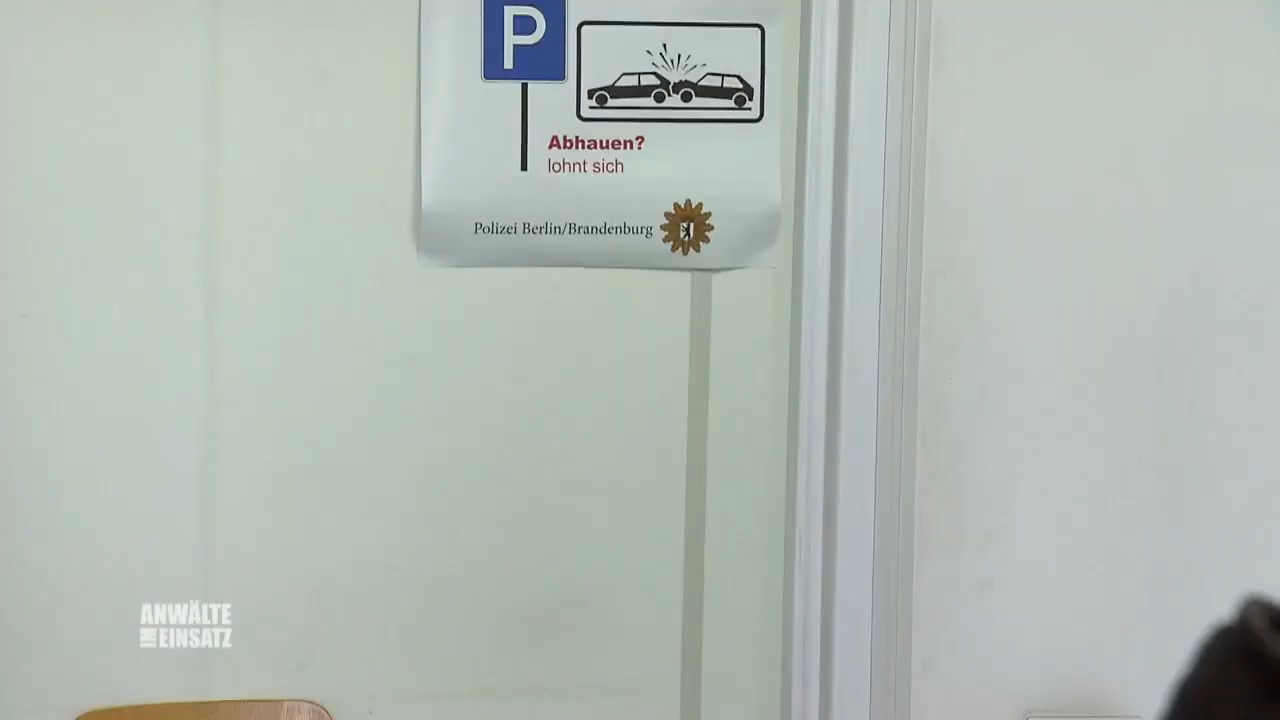 P
Abhauen?
lohnt sich
Polizei Berlin/Brandenburg
ANWÄLTE
IM EINSATZ